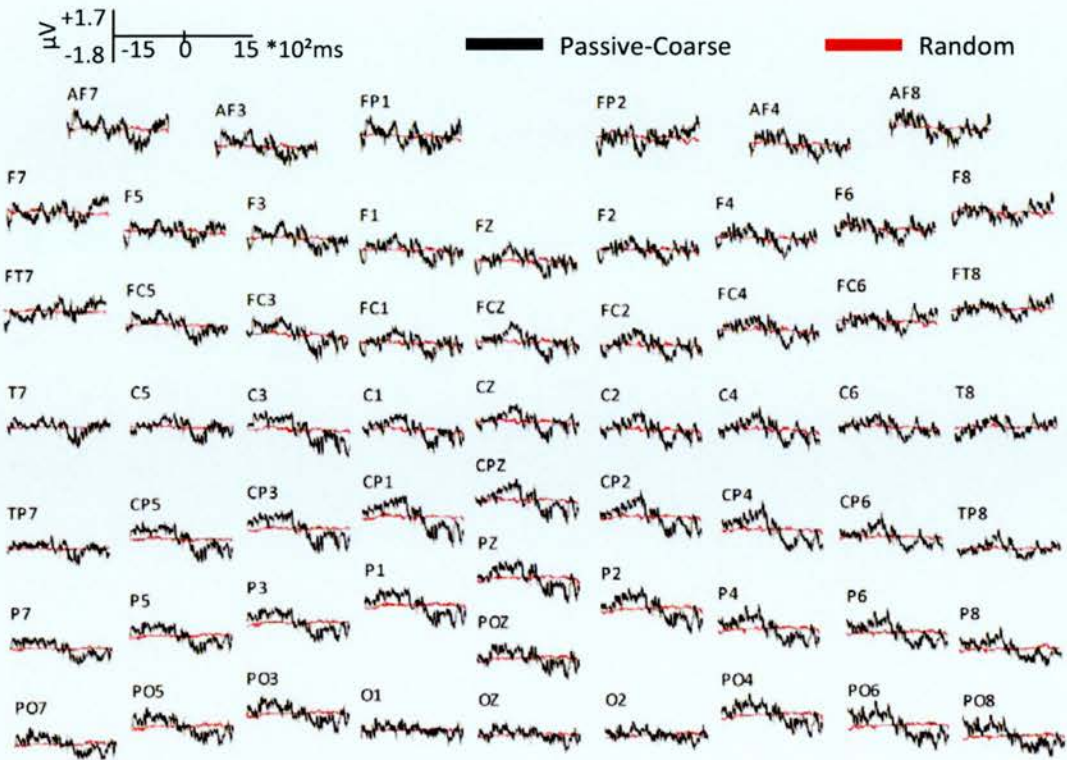 +1.7
μV
-1.8
-15 0 15 *10²ms
Passive-Coarse
Random
AF7 AF3 FP1 FP2 AF4 AF8
F7 F5 F3 F1 FZ F2 F4 F6 F8
FT7 FC5 FC3 FC1 FCZ FC2 FC4 FC6 FT8
T7 C5 C3 C1 CZ C2 C4 C6 T8
TP7 CP5 CP3 CP1 CPZ CP2 CP4 CP6 TP8
P7 P5 P3 P1 PZ P2 P4 P6 P8
POZ
PO7 PO5 PO3 O1 OZ O2 PO4 PO6 PO8